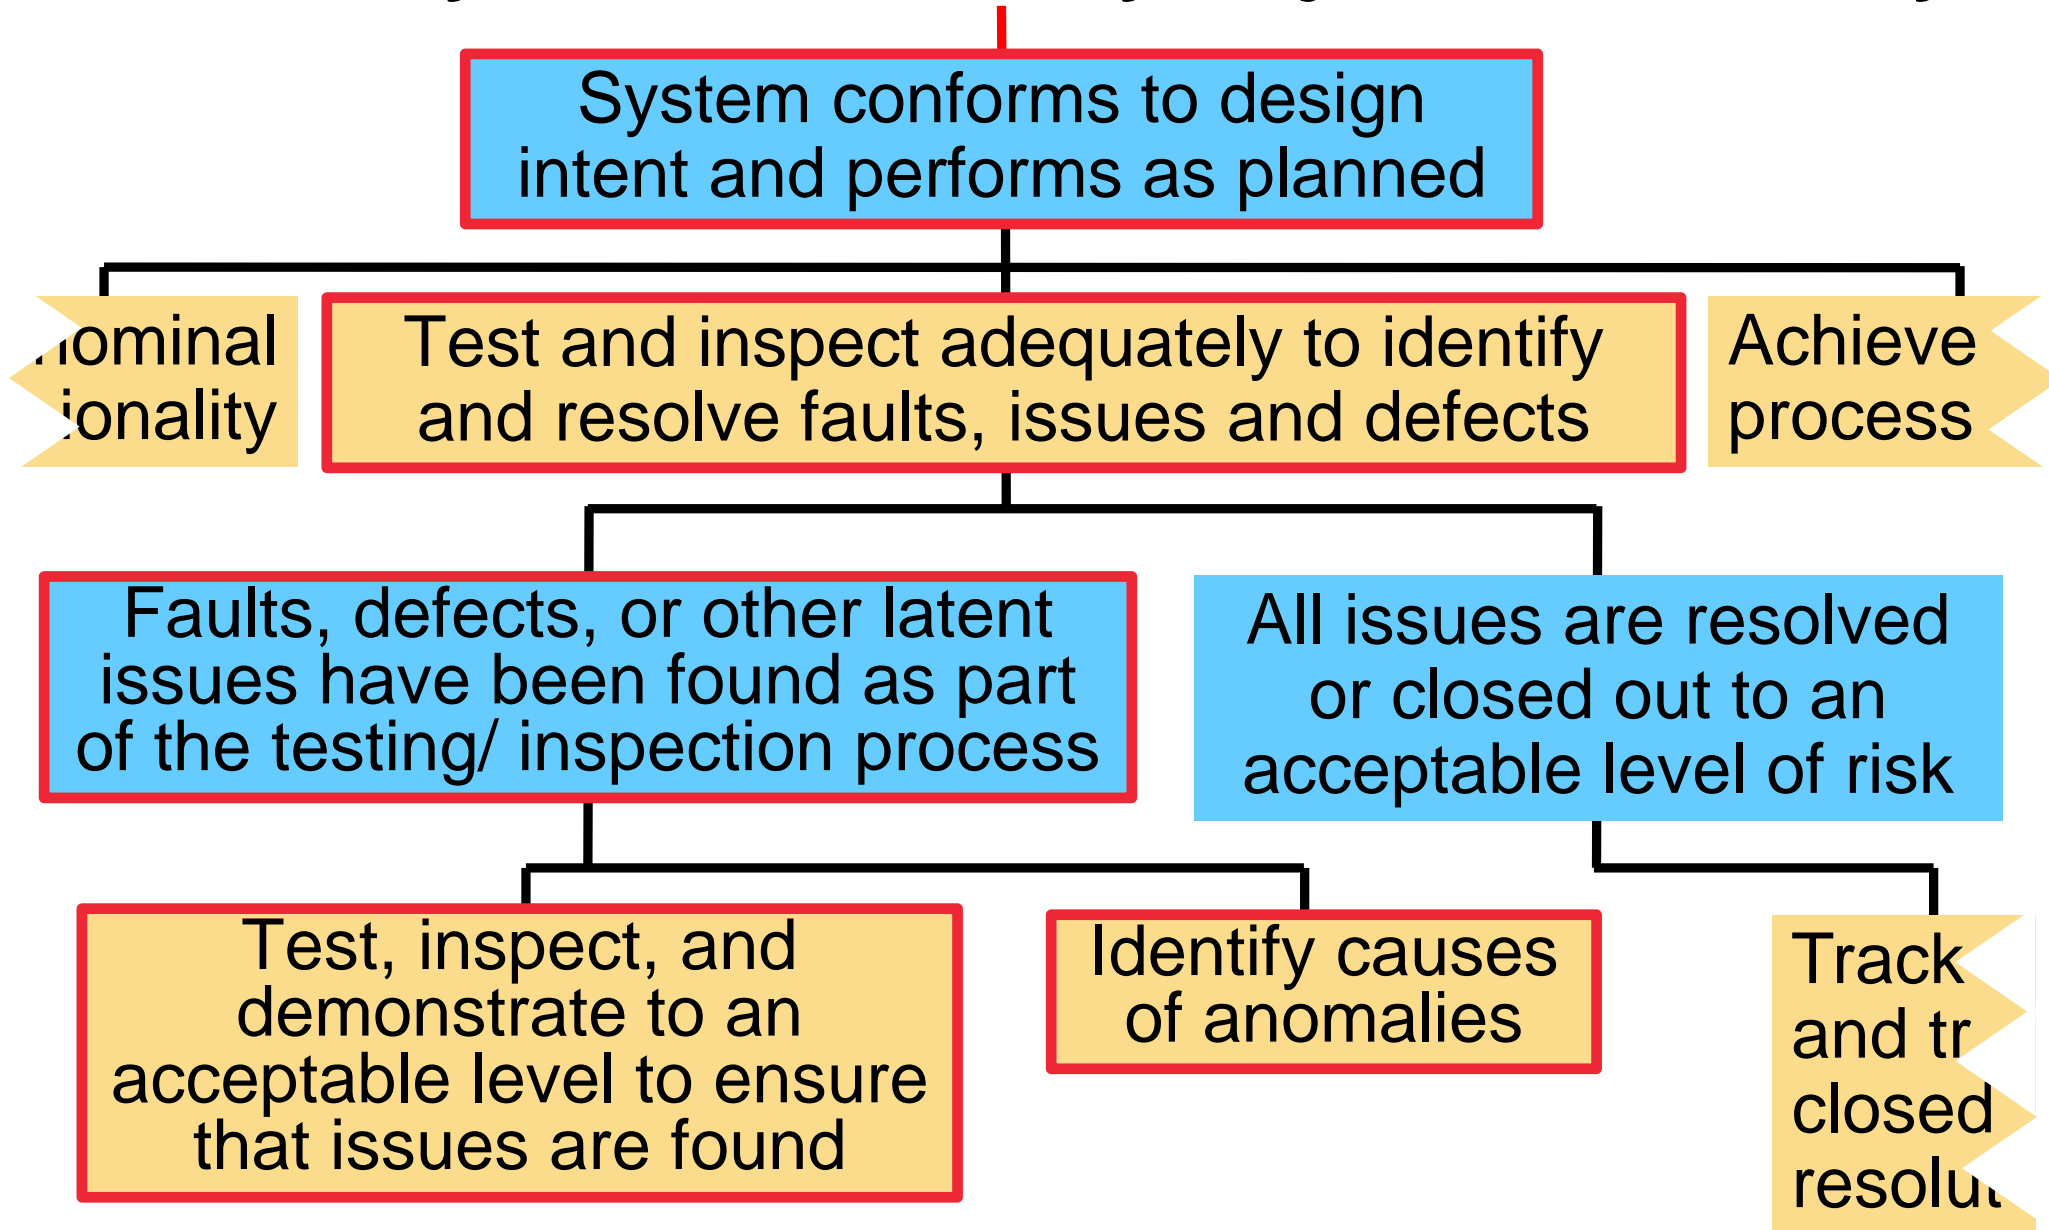 System conforms to design
intent and performs as planned
Test and inspect adequately to identify
and resolve faults, issues and defects
Achieve
process
Faults, defects, or other latent
issues have been found as part
of the testing/ inspection process
All issues are resolved
or closed out to an
acceptable level of risk
Test, inspect, and
demonstrate to an
acceptable level to ensure
that issues are found
Identify causes
of anomalies
Track
and tr
closed
resolut